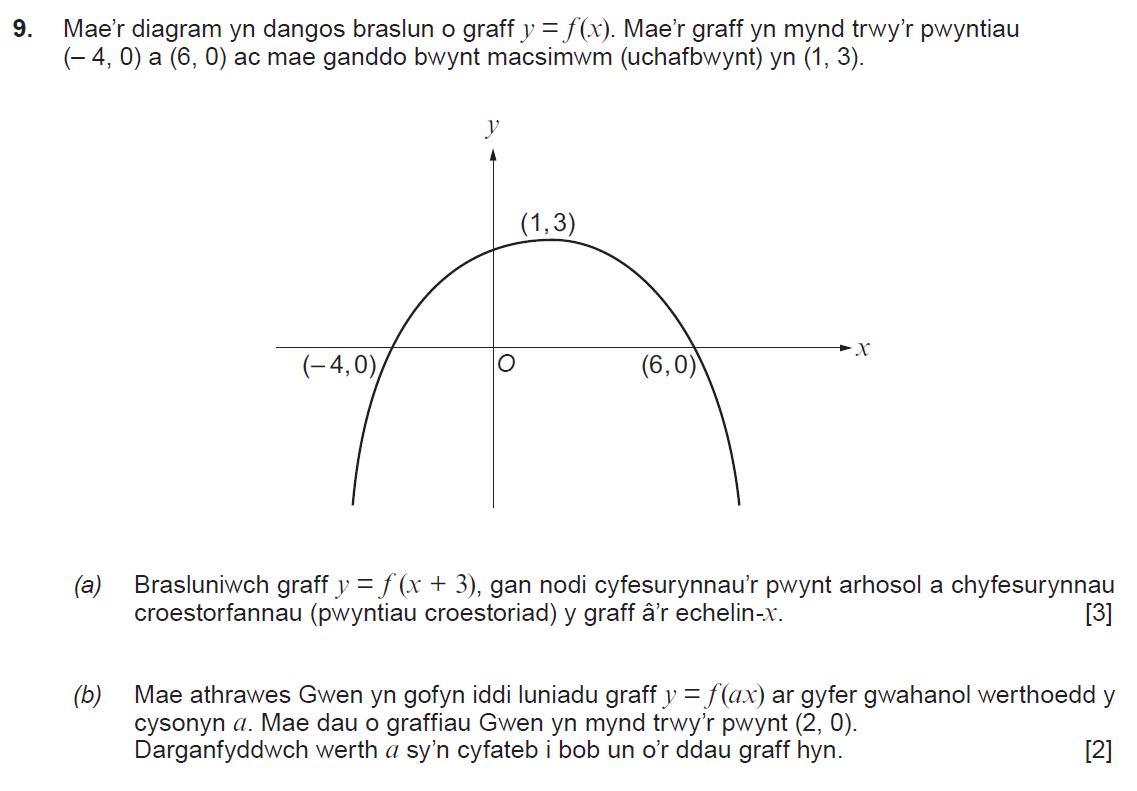 9. Mae'r diagram yn dangos braslun o graff y = f(x). Mae'r graff yn mynd trwy'r pwyntiau
(– 4, 0) a (6, 0) ac mae ganddo bwynt macsimwm (uchafbwynt) yn (1, 3).
y
(1,3)
x
(–4,0)
O
(6,0)
(a) Brasluniwch graff y = f (x + 3), gan nodi cyfesurynnau'r pwynt arhosol a chyfesurynnau
croestorfannau (pwyntiau croestoriad) y graff â'r echelin-x. [3]
(b) Mae athrawes Gwen yn gofyn iddi luniadu graff y = f(ax) ar gyfer gwahanol werthoedd y
cysonyn a. Mae dau o graffiau Gwen yn mynd trwy'r pwynt (2, 0).
Darganfyddwch werth a sy'n cyfateb i bob un o'r ddau graff hyn. [2]